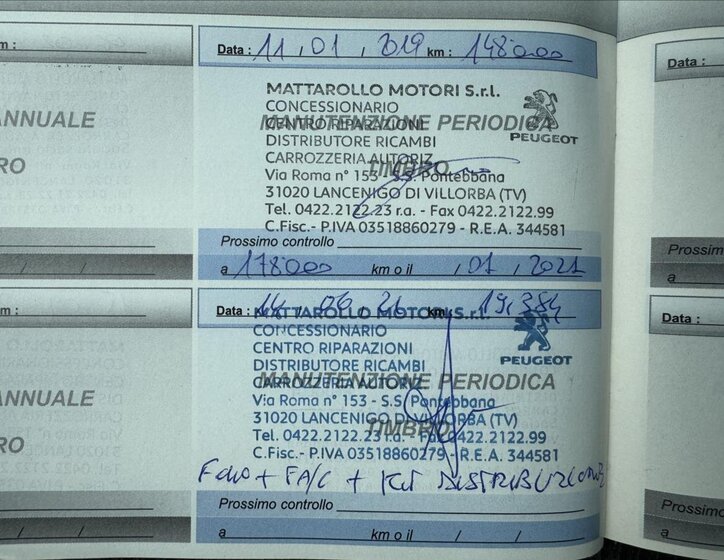 m :
Data : 11 , 01 , 2019 km : 148000
Data :
MATTAROLLO MOTORI S.r.l.
CONCESSIONARIO
CENTRO RIPARAZIONI
MANUTENZIONE PERIODICA
DISTRIBUTORE RICAMBI
PEUGEOT
CARROZZERIA AUTORIZ.
TIMBRO
Via Roma n° 153 - S.S. Pontebbana
31020 LANCENIGO DI VILLORBA (TV)
Tel. 0422.2122.23 r.a. - Fax 0422.2122.99
C.Fisc.- P.IVA 03518860279 - R.E.A. 344581
ANNUALE
RO
Prossimo controllo
a 178000 km o il , 01 , 2021
Prossim
a
m :
Data : 14 , 06 , 21 km :
Data :
MATTAROLLO MOTORI S.r.l.
CONCESSIONARIO
CENTRO RIPARAZIONI
DISTRIBUTORE RICAMBI
PEUGEOT
MANUTENZIONE PERIODICA
CARROZZERIA AUTORIZ.
Via Roma n° 153 - S.S. Pontebbana
31020 LANCENIGO DI VILLORBA (TV)
TIMBRO
Tel. 0422.2122.23 r.a. - Fax 0422.2122.99
C.Fisc.- P.IVA 03518860279 - R.E.A. 344581
+ FA/C + KIT DISTRIBUZIONE
ANNUALE
RO
Prossimo controllo
a km o il / /
Prossimo
a
/ /